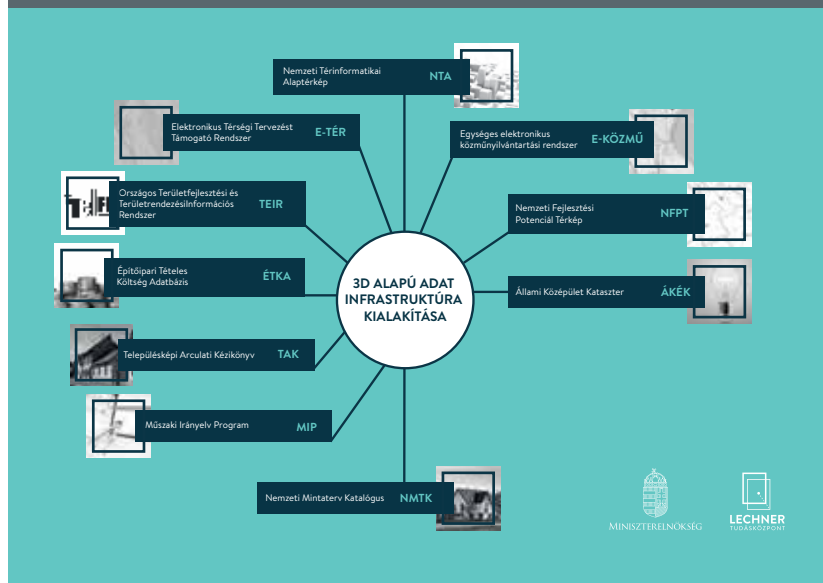 Nemzeti Térinformatikai
Alaptérkép
NTA
Elektronikus Térségi Tervezést
Támogató Rendszer
E-TÉR
Egységes elektronikus
közműnyilvántartási rendszer
E-KÖZMŰ
Országos Területfejlesztési és
TerületrendezésiInformációs
Rendszer
TEIR
Nemzeti Fejlesztési
Potenciál Térkép
NFPT
Építőipari Tételes
Költség Adatbázis
ÉTKA
3D ALAPÚ ADAT
INFRASTRUKTÚRA
KIALAKÍTÁSA
Állami Középület Kataszter
ÁKÉK
Településképi Arculati Kézikönyv
TAK
Műszaki Irányelv Program
MIP
Nemzeti Mintaterv Katalógus
NMTK
MINISZTERELNÖKSÉG
LECHNER
TUDÁSKÖZPONT